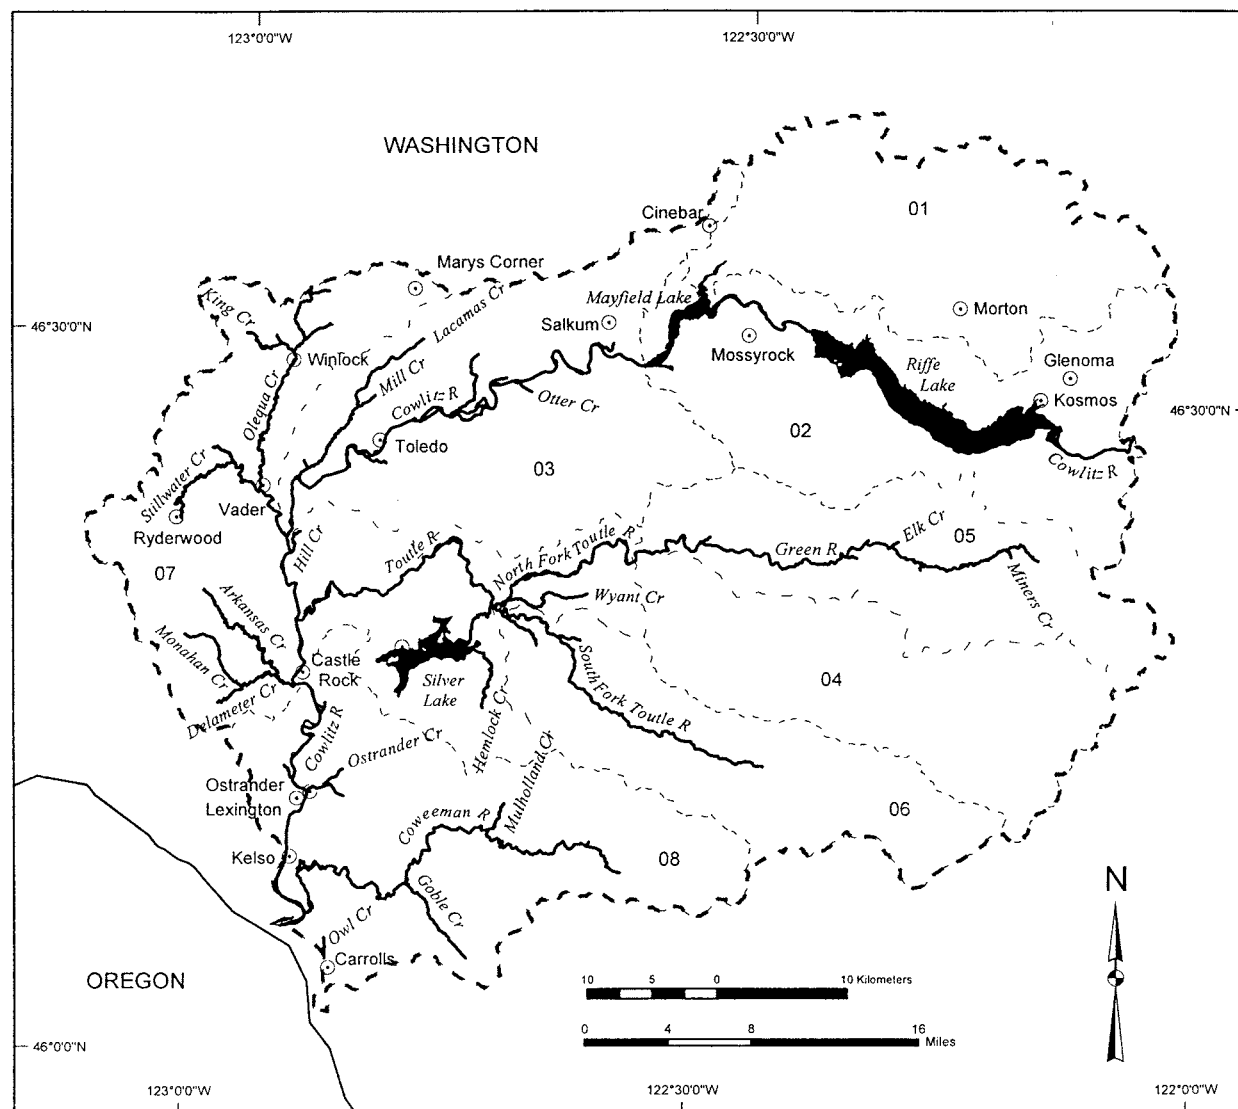 123°0'0"W
122°30'0"W
WASHINGTON
01
Cinebar
Marys Corner
King Cr
Lacamas Cr
Mayfield Lake
46°30'0"N
Salkum
Morton
Winlock
Mossyrock
Glenoma
Mill Cr
Riffe
Lake
Olequa Cr
Cowlitz R
Otter Cr
Kosmos
46°30'0"N
Toledo
02
03
Cowlitz R
Stillwater Cr
Vader
Ryderwood
Hill Cr
Toutle R
North Fork Toutle R
Green R
Elk Cr
05
07
Miners Cr
Arkansas Cr
Wyant Cr
Monahan Cr
Castle
Rock
Silver
Lake
South Fork Toutle R
04
Delameter Cr
Cowlitz R
Hemlock Cr
Ostrander Cr
Mulholland Cr
Ostrander
Lexington
06
Coweeman R
Kelso
08
Goble Cr
N
Owl Cr
Carrolls
OREGON
10 5 0 10 Kilometers
0 4 8 16
Miles
46°0'0"N
123°0'0"W
122°30'0"W
122°0'0"W